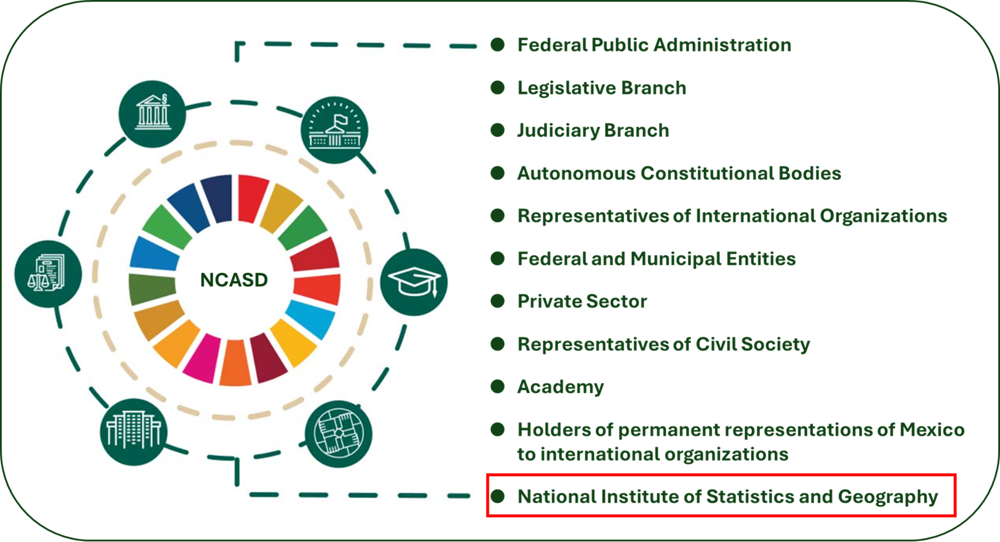 Federal Public Administration
Legislative Branch
Judiciary Branch
Autonomous Constitutional Bodies
Representatives of International Organizations
Federal and Municipal Entities
NCASD
Private Sector
Representatives of Civil Society
Academy
Holders of permanent representations of Mexico
to international organizations
National Institute of Statistics and Geography